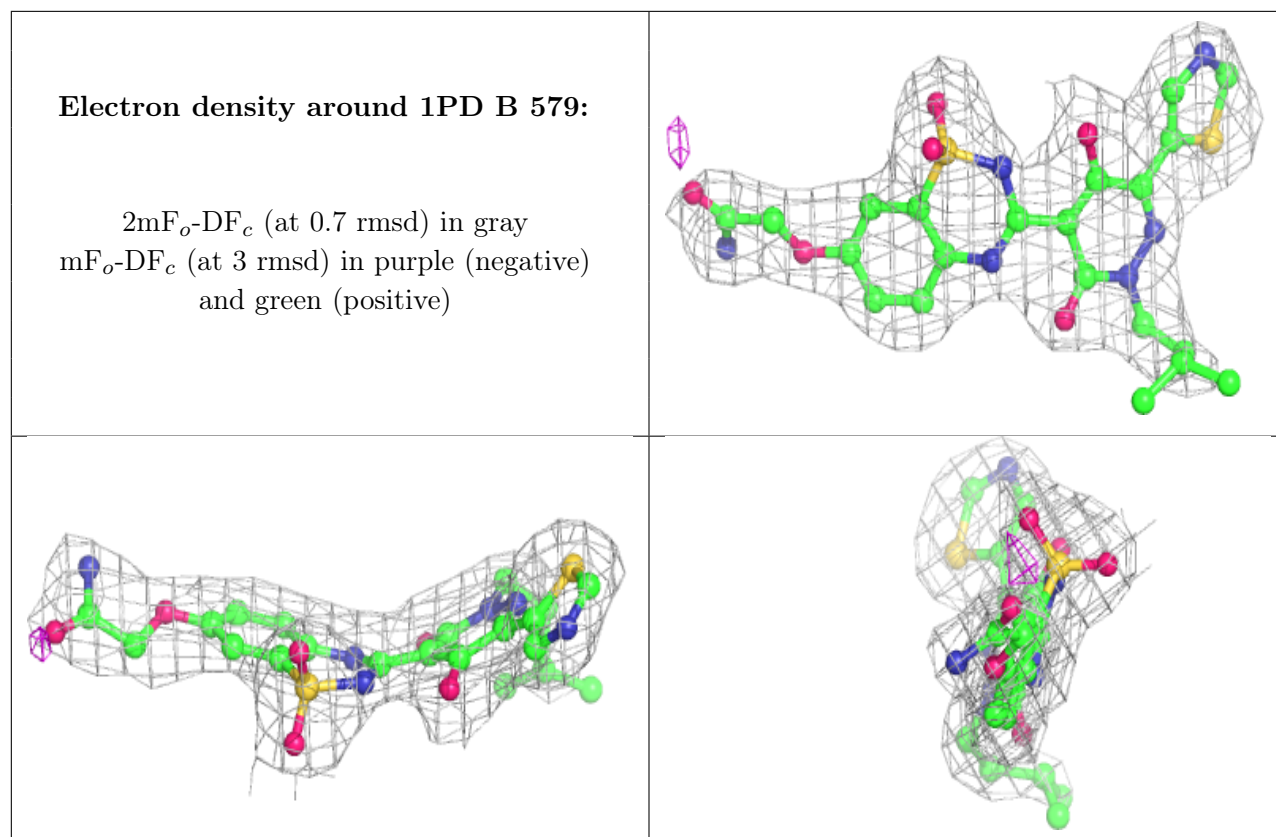 Electron density around 1PD B 579:
2mFo-DFc (at 0.7 rmsd) in gray
mFo-DFc (at 3 rmsd) in purple (negative)
and green (positive)